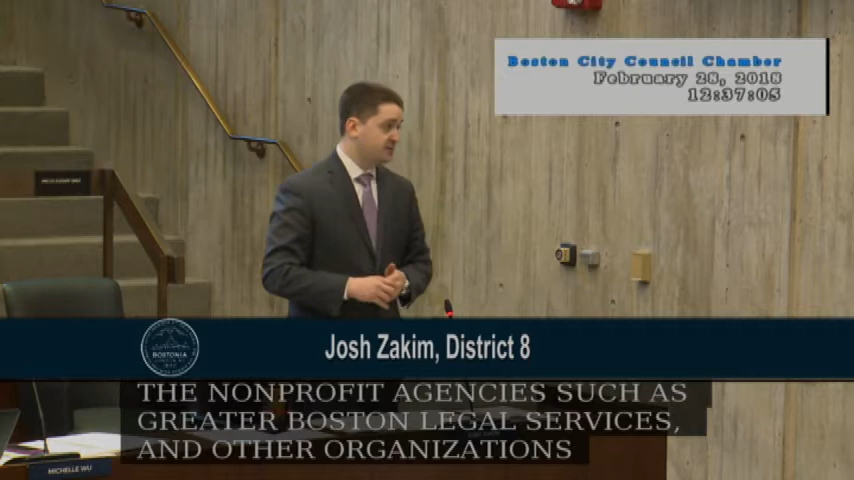 Boston City Council Chamber
February 28, 2018
12:37:05
BOSTONIA
Josh Zakim, District 8
THE NONPROFIT AGENCIES SUCH AS
GREATER BOSTON LEGAL SERVICES,
AND OTHER ORGANIZATIONS
MICHELLE WU